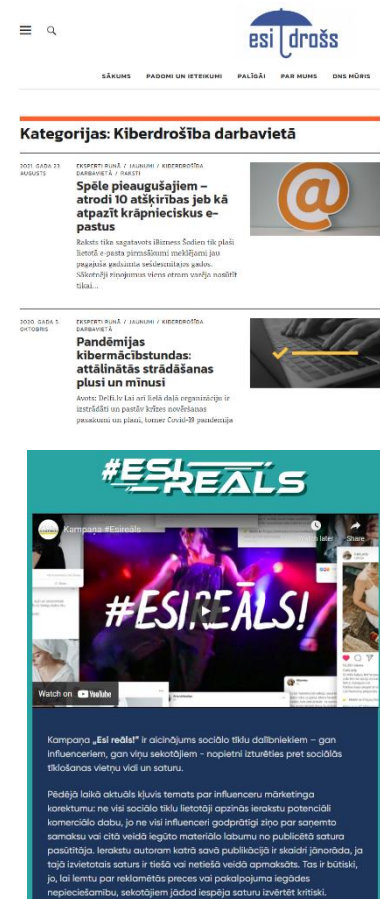 esi drošs
SĀKUMS PADOMI UN IETEIKUMI PALĪGĀI PAR MUMS DNS MŪRIS
Kategorijas: Kiberdrošība darbavietā
2021. GADA 23. AUGUSTS
EKSPERTI RUNĀ / JAUNUMI / KIBERDROŠĪBA
DARBAVIETĀ / RAKSTI
Spēle pieaugušajiem –
atrodi 10 atšķirības jeb kā
atpazīt krāpnieciskus e-
pastus
Raksts tika sagatavots iBizness Šodien tik plaši
lietotā e-pasta pirmsākumi meklējami jau
pagājušā gadsimta sešdesmitajos gados.
Sākotnēji ziņojumus viens otram varēja nosūtīt
tikai...
2020. GADA 5. OKTOBRIS
EKSPERTI RUNĀ / JAUNUMI / KIBERDROŠĪBA
DARBAVIETĀ
Pandēmijas
kibermācībstundas:
attālinātās strādāšanas
plusi un mīnusi
Avots: Delfi.lv Lai arī lielā daļā organizāciju ir
izstrādāti un pastāv krīzes novēršanas
pasākumi un plāni, tomēr Covid-19 pandēmija
#ESI REĀLS
Kampaņa #Esireāls
Share
#ESIREĀLS!
Watch on YouTube
Kampaņa „Esi reāls!" ir aicinājums sociālo tīklu dalībniekiem – gan
influenceriem, gan viņu sekotājiem - nopietni izturēties pret sociālās
tīklošanas vietņu vidi un saturu.
Pēdējā laikā aktuāls kļuvis temats par influenceru mārketinga
korektumu: ne visi sociālo tīklu lietotāji apzinās ierakstu potenciāli
komerciālo dabu, jo ne visi influenceri godprātīgi ziņo par saņemto
samaksu vai citā veidā iegūto materiālo labumu no publicētā satura
pasūtītāja. Ierakstu autoram katrā savā publikācijā ir skaidri jānorāda, ja
tajā izvietotais saturs ir tiešā vai netiešā veidā apmaksāts. Tas ir būtiski,
jo, lai lemtu par reklamētās preces vai pakalpojuma iegādes
nepieciešamību, sekotājiem jādod iespēja saturu izvērtēt kritiski.